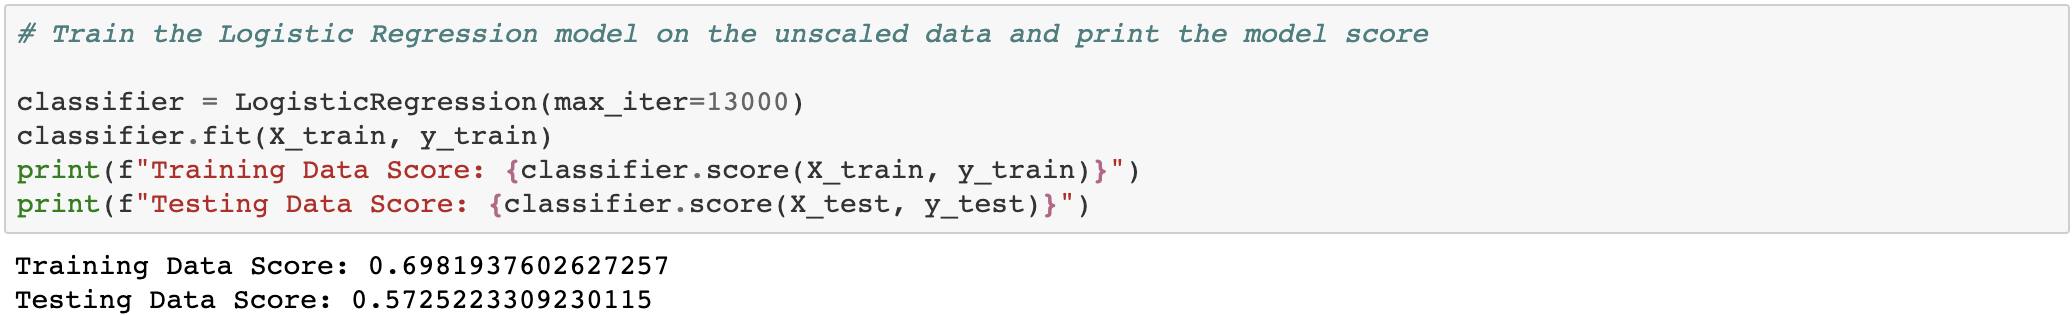 # Train the Logistic Regression model on the unscaled data and print the model score
classifier = LogisticRegression(max_iter=13000)
classifier.fit(X_train, y_train)
print(f"Training Data Score: {classifier.score(X_train, y_train)}")
print(f"Testing Data Score: {classifier.score(X_test, y_test)}")
Training Data Score: 0.6981937602627257
Testing Data Score: 0.5725223309230115